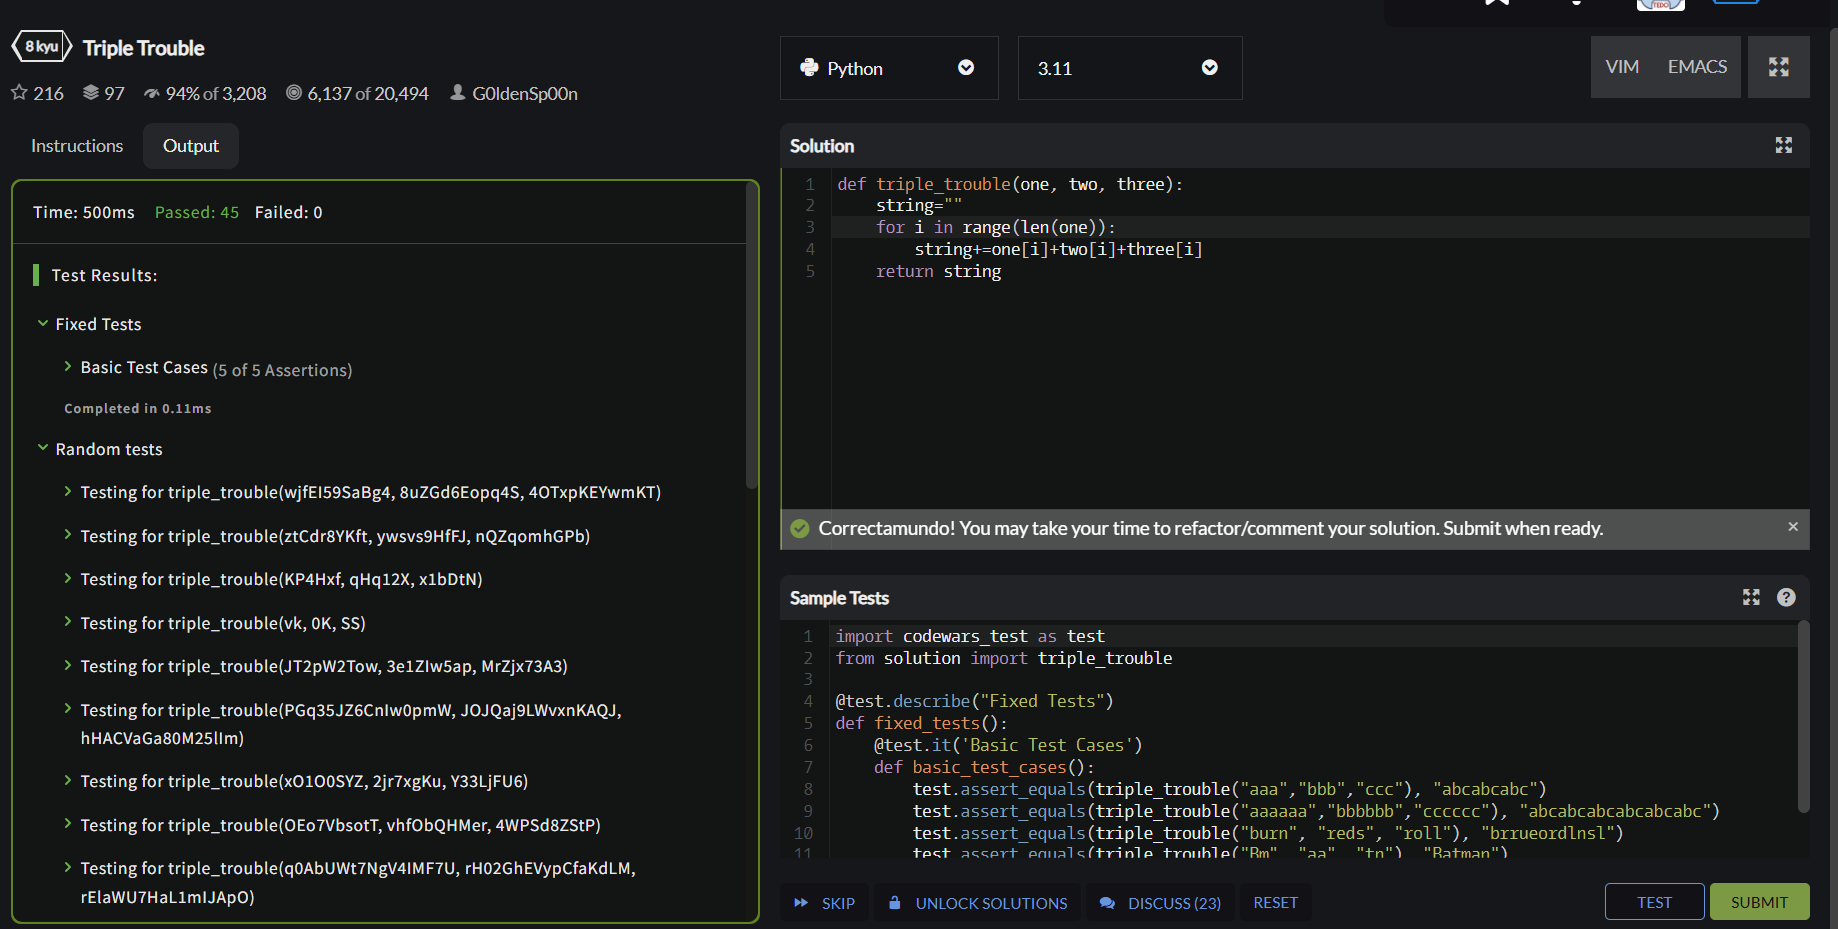 8 kyu
Triple Trouble
216 97 94% of 3,208 6,137 of 20,494 G0ldenSp00n
Instructions Output
Time: 500ms Passed: 45 Failed: 0
Test Results:
Fixed Tests
Basic Test Cases (5 of 5 Assertions)
Completed in 0.11ms
Random tests
Testing for triple_trouble(wjfEI59SaBg4, 8uZGd6Eopq4S, 4OTxpKEYwmKT)
Testing for triple_trouble(ztCdr8YKft, ywsvs9HfFJ, nQZqomhGPb)
Testing for triple_trouble(KP4Hxf, qHq12X, x1bDtN)
Testing for triple_trouble(vk, 0K, SS)
Testing for triple_trouble(JT2pW2Tow, 3e1ZIw5ap, MrZjx73A3)
Testing for triple_trouble(PGq35JZ6CnIw0pmW, JOJQaj9LWvxnKAQJ,
hHACVaGa80M25lIm)
Testing for triple_trouble(xO1O0SYZ, 2jr7xgKu, Y33LjFU6)
Testing for triple_trouble(OEo7VbsotT, vhfObQHMer, 4WPSd8ZStP)
Testing for triple_trouble(q0AbUWt7NgV4IMF7U, rH02GhEVypCfaKdLM,
rElaWU7HaL1mIJApO)
Python 3.11 VIM EMACS
Solution
1 def triple_trouble(one, two, three):
2     string=""
3     for i in range(len(one)):
4         string+=one[i]+two[i]+three[i]
5     return string
Correctamundo! You may take your time to refactor/comment your solution. Submit when ready.
Sample Tests
1 import codewars_test as test
2 from solution import triple_trouble
3
4 @test.describe("Fixed Tests")
5 def fixed_tests():
6     @test.it('Basic Test Cases')
7     def basic_test_cases():
8         test.assert_equals(triple_trouble("aaa","bbb","ccc"), "abcabcabc")
9         test.assert_equals(triple_trouble("aaaaaa","bbbbbb","cccccc"), "abcabcabcabcabcabc")
10         test.assert_equals(triple_trouble("burn", "reds", "roll"), "brrueordlnsl")
11         test.assert_equals(triple_trouble("Bm", "aa", "tn"), "Batman")
SKIP UNLOCK SOLUTIONS DISCUSS (23) RESET TEST SUBMIT